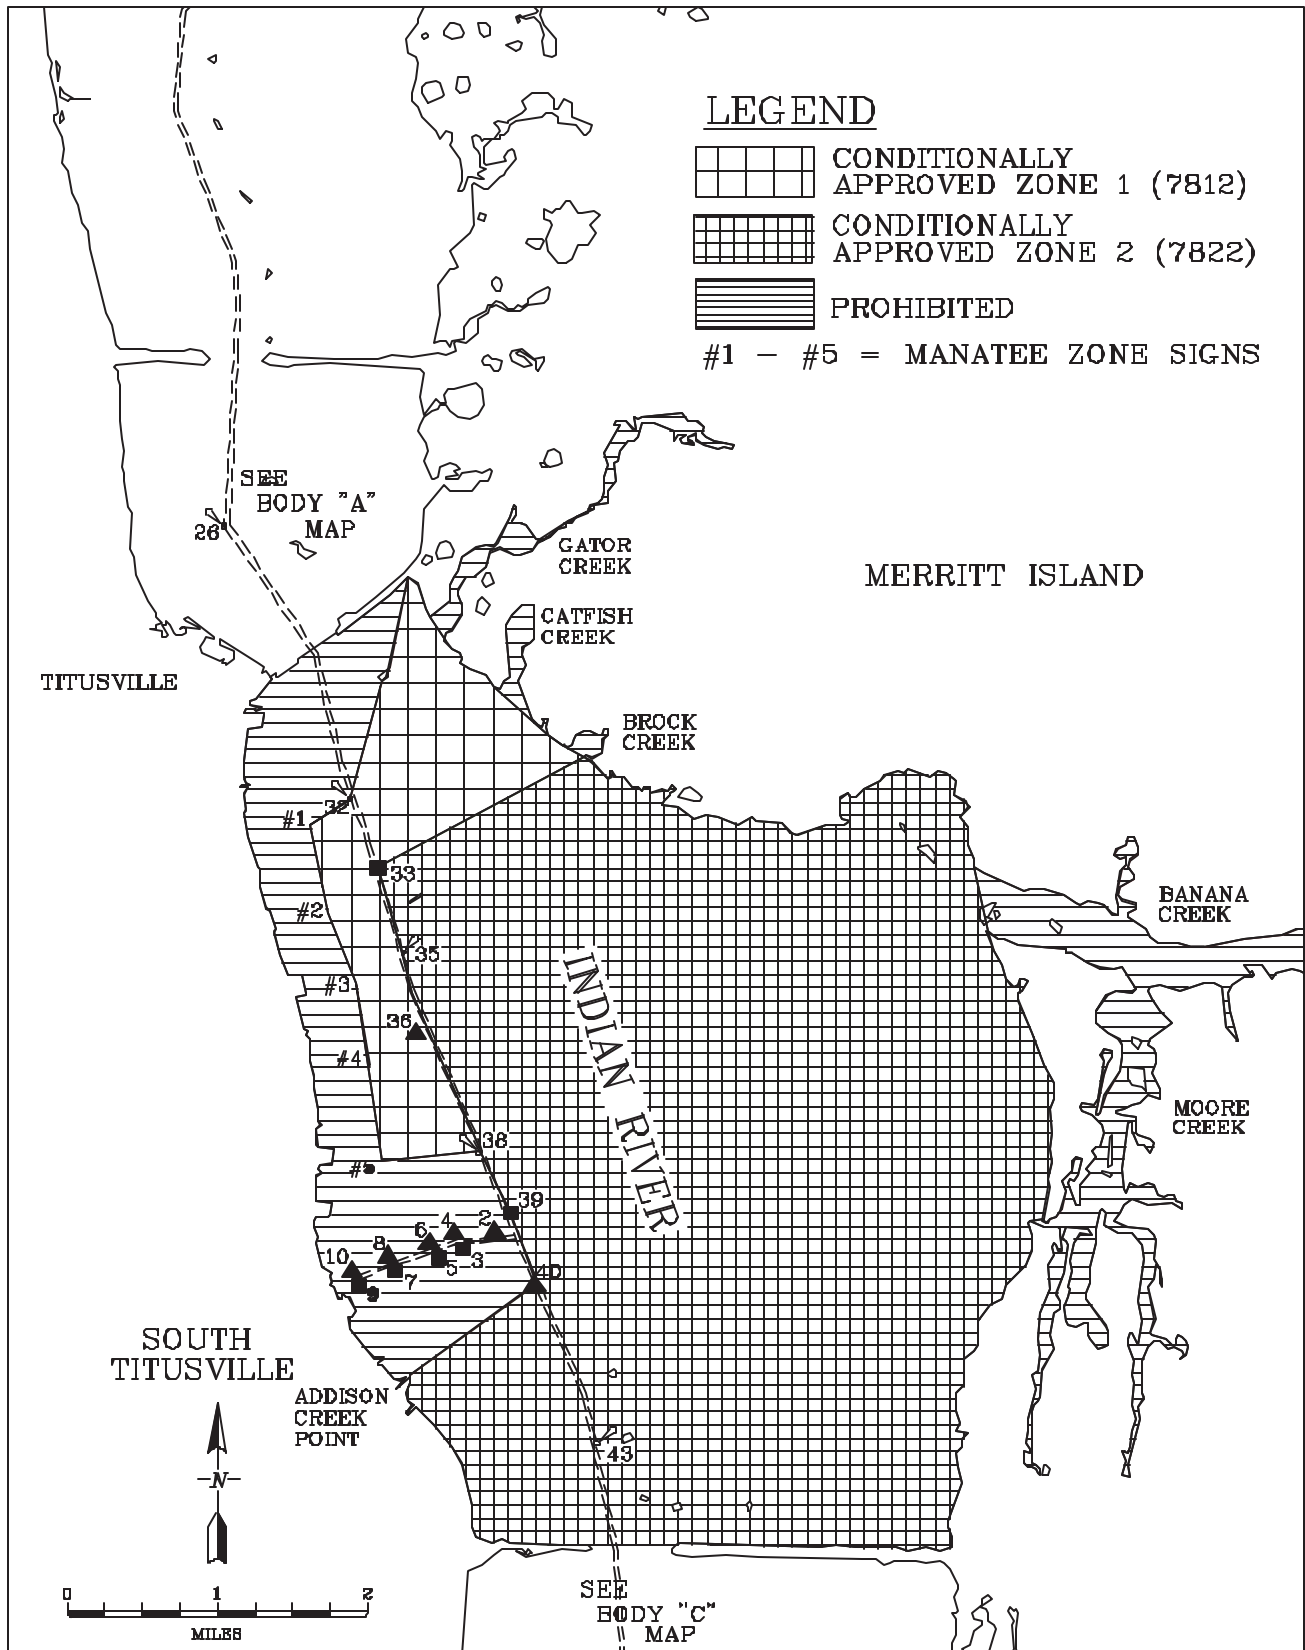 LEGEND
CONDITIONALLY
APPROVED ZONE 1 (7812)
CONDITIONALLY
APPROVED ZONE 2 (7822)
PROHIBITED
#1 - #5 = MANATEE ZONE SIGNS
SEE
BODY "A"
MAP
26
GATOR
CREEK
MERRITT ISLAND
CATFISH
CREEK
TITUSVILLE
BROCK
CREEK
32
#1
33
BANANA
CREEK
#2
35
INDIAN RIVER
#3
36
#4
MOORE
CREEK
38
39
2
4
6
8
10
3
5
7
9
40
SOUTH
TITUSVILLE
ADDISON
CREEK
POINT
43
-N-
0 1 2
MILES
SEE
BODY "C"
MAP